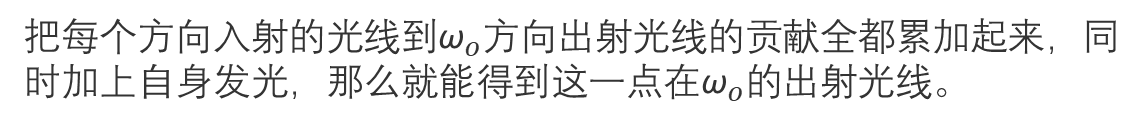 把每个方向入射的光线到ωₒ方向出射光线的贡献全都累加起来，同
时加上自身发光，那么就能得到这一点在ωₒ的出射光线。